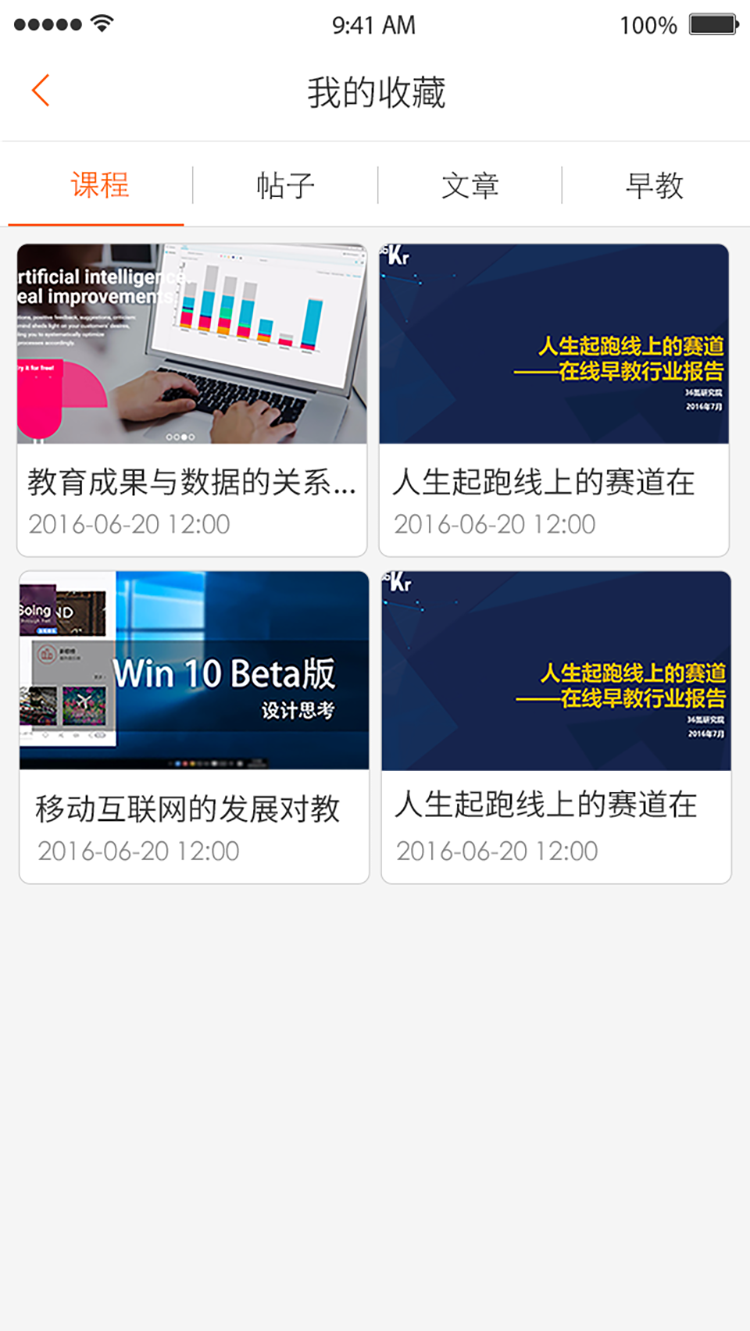 9:41 AM
100%
我的收藏
课程
帖子
文章
早教
rtificial intelligence.
eal improvements
ry it for free!
教育成果与数据的关系...
2016-06-20 12:00
Kr
人生起跑线上的赛道
——在线早教行业报告
36氪研究院
2016年7月
人生起跑线上的赛道在
2016-06-20 12:00
Going
ND
Win 10 Beta版
设计思考
移动互联网的发展对教
2016-06-20 12:00
Kr
人生起跑线上的赛道
——在线早教行业报告
36氪研究院
2016年7月
人生起跑线上的赛道在
2016-06-20 12:00